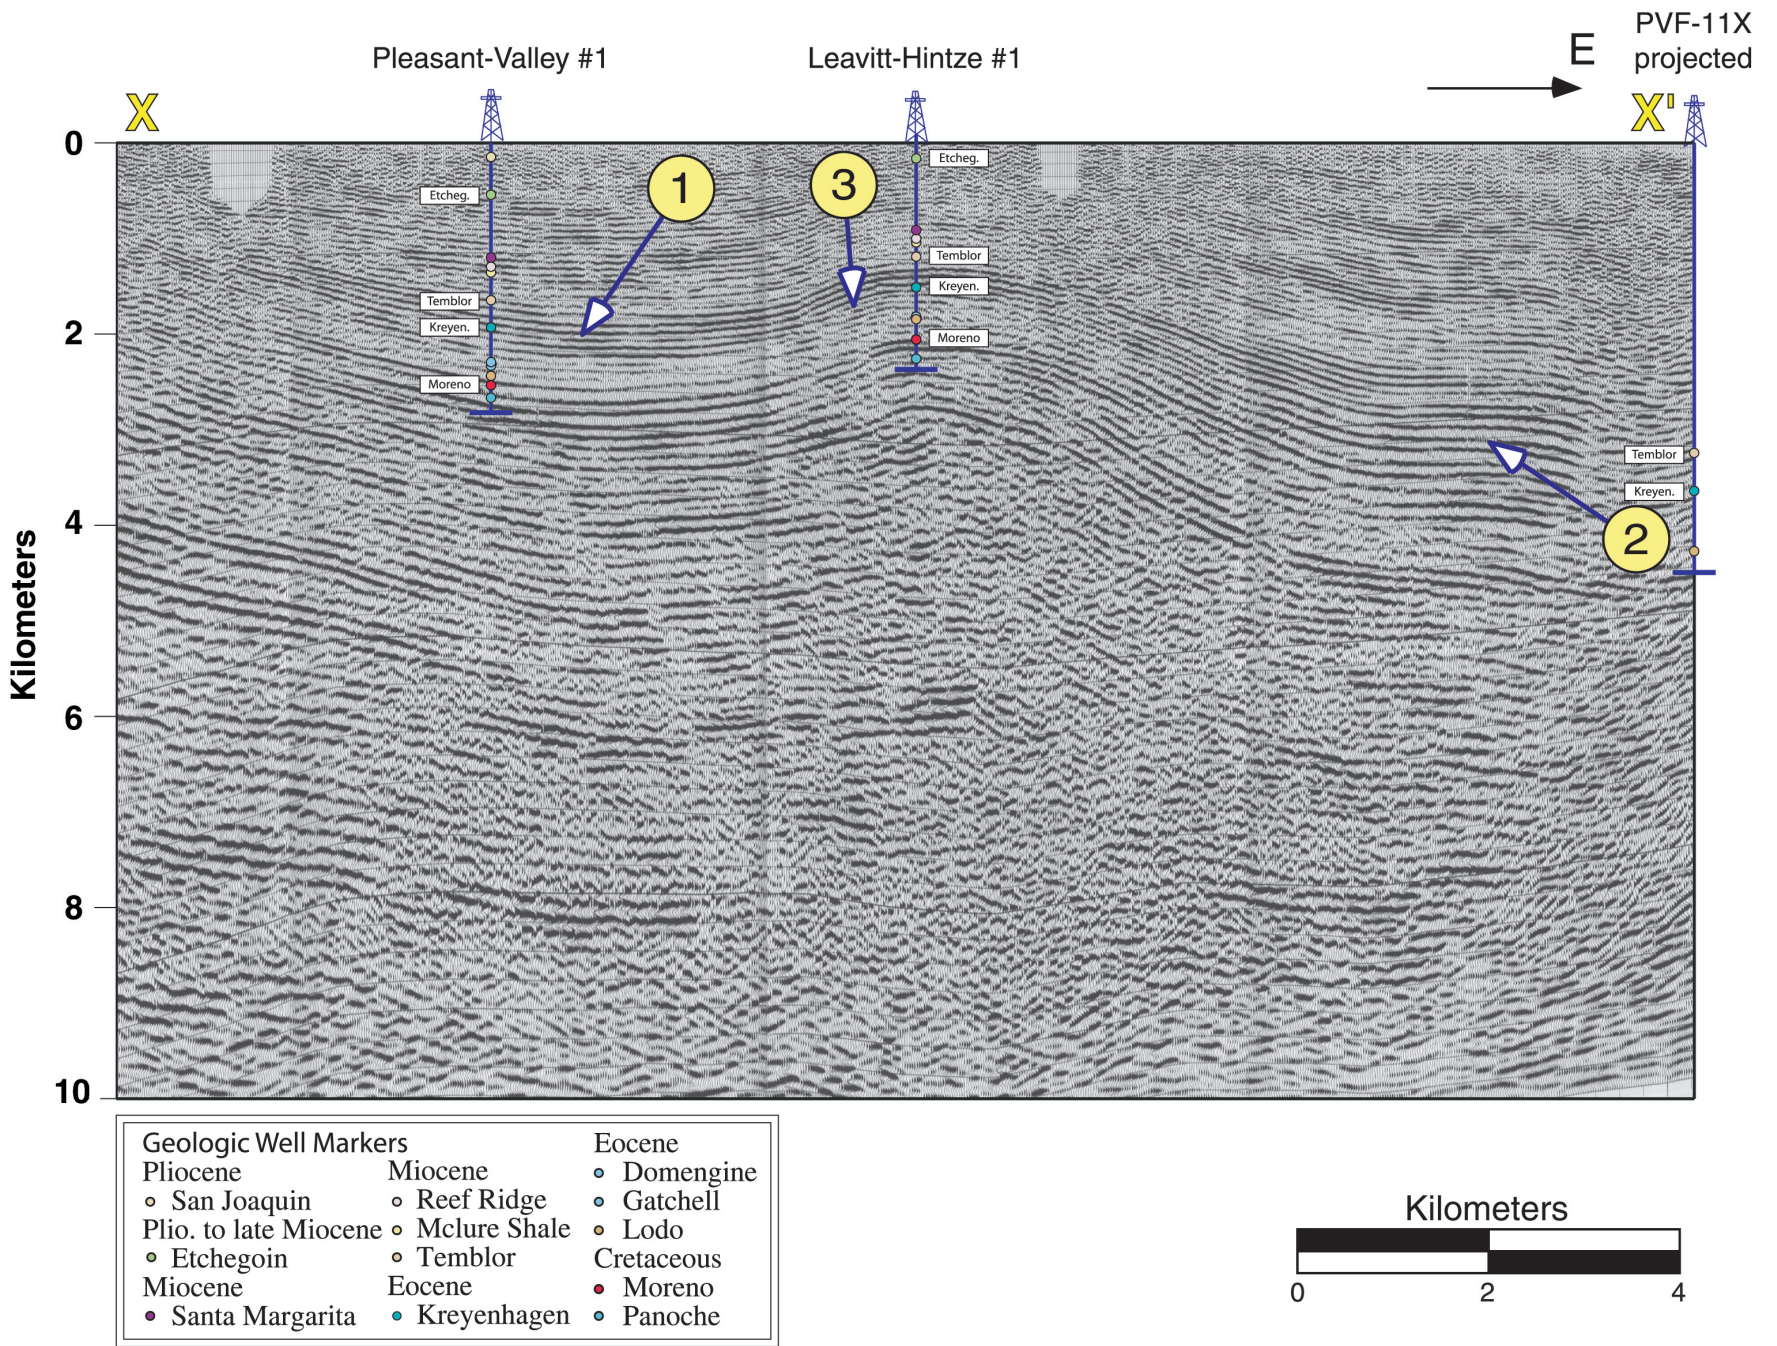 PVF-11X
projected
Pleasant-Valley #1
Leavitt-Hintze #1
E
X
X'
0
2
4
6
8
10
Kilometers
1
3
2
Etcheg.
Temblor
Kreyen.
Moreno
Etcheg.
Temblor
Kreyen.
Moreno
Temblor
Kreyen.
Geologic Well Markers
Pliocene
San Joaquin
Plio. to late Miocene
Etchegoin
Miocene
Santa Margarita
Miocene
Reef Ridge
Mclure Shale
Temblor
Eocene
Kreyenhagen
Eocene
Domengine
Gatchell
Lodo
Cretaceous
Moreno
Panoche
Kilometers
0 2 4